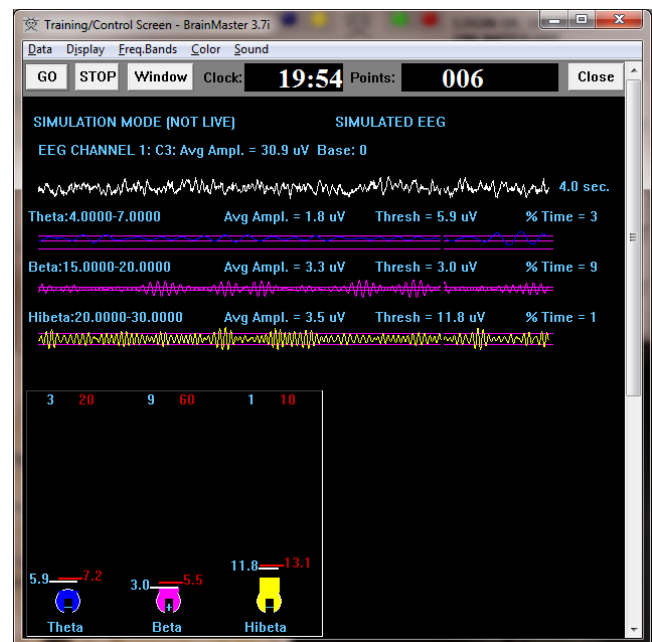 Training/Control Screen - BrainMaster 3.7i
Data Display Freq.Bands Color Sound
GO STOP Window Clock: 19:54 Points: 006 Close
SIMULATION MODE (NOT LIVE) SIMULATED EEG
EEG CHANNEL 1: C3: Avg Ampl. = 30.9 uV Base: 0
4.0 sec.
Theta:4.0000-7.0000 Avg Ampl. = 1.8 uV Thresh = 5.9 uV % Time = 3
Beta:15.0000-20.0000 Avg Ampl. = 3.3 uV Thresh = 3.0 uV % Time = 9
Hibeta:20.0000-30.0000 Avg Ampl. = 3.5 uV Thresh = 11.8 uV % Time = 1
3 20 9 60 1 10
11.8 13.1
5.9 7.2 3.0 5.5
- + -
Theta Beta Hibeta